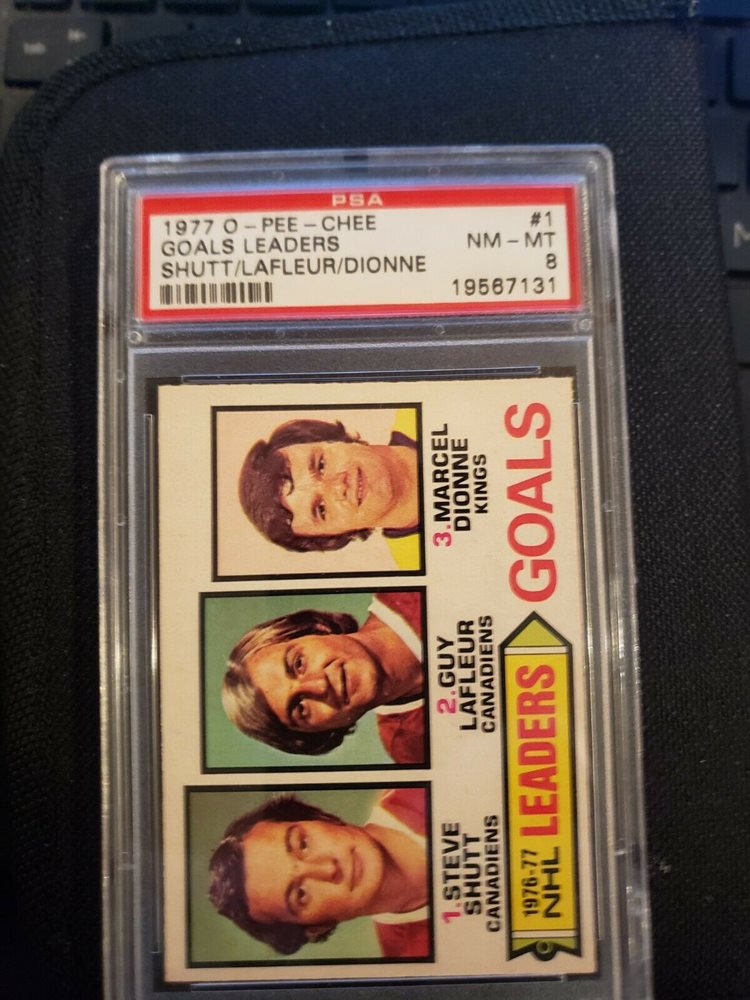 PSA
1977 O-PEE-CHEE #1
GOALS LEADERS NM-MT
SHUTT/LAFLEUR/DIONNE 8
19567131
1.STEVE
SHUTT
CANADIENS
2.GUY
LAFLEUR
CANADIENS
3.MARCEL
DIONNE
KINGS
1976-77
NHL LEADERS
GOALS
tab